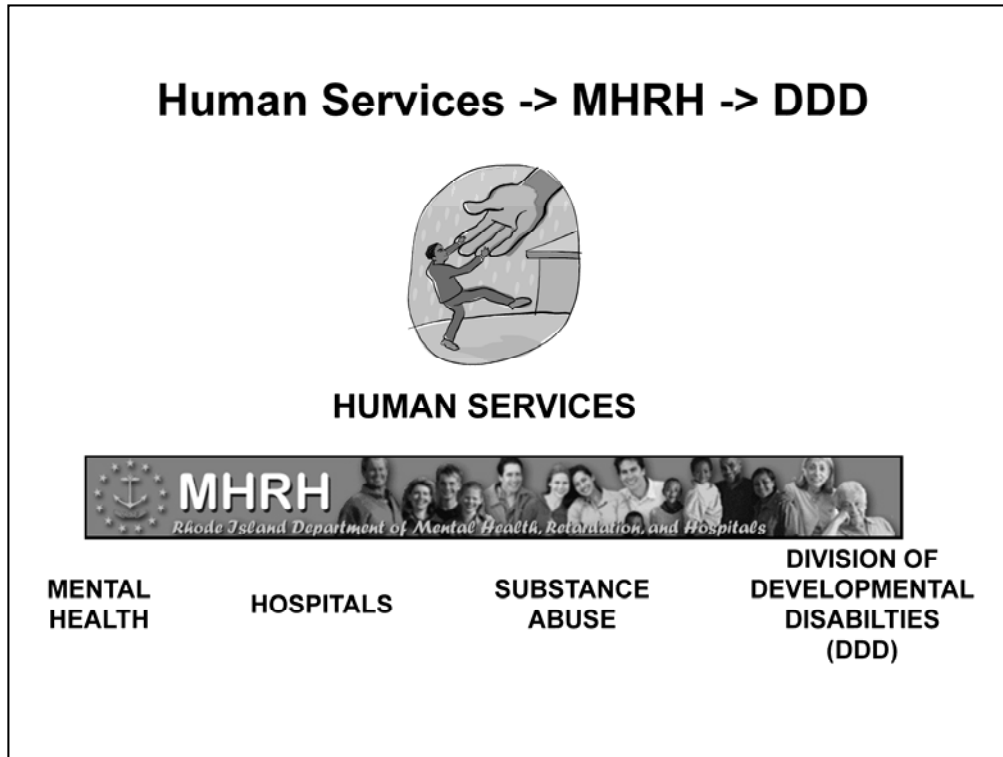 Human Services -> MHRH -> DDD
HUMAN SERVICES
MHRH
Rhode Island Department of Mental Health, Retardation, and Hospitals
MENTAL
HEALTH
HOSPITALS
SUBSTANCE
ABUSE
DIVISION OF
DEVELOPMENTAL
DISABILTIES
(DDD)